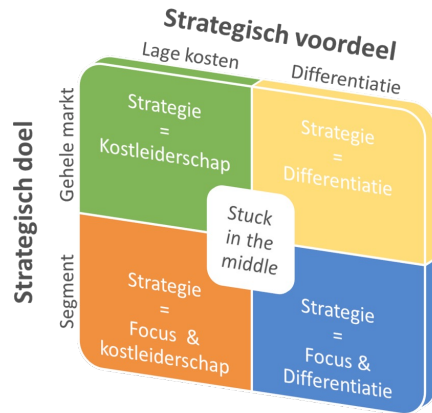 Strategisch voordeel
Lage kosten
Differentiatie
Strategisch doel
Gehele markt
Segment
Strategie
=
Kostleiderschap
Strategie
=
Differentiatie
Stuck
in the
middle
Strategie
=
Focus &
kostleiderschap
Strategie
=
Focus &
Differentiatie